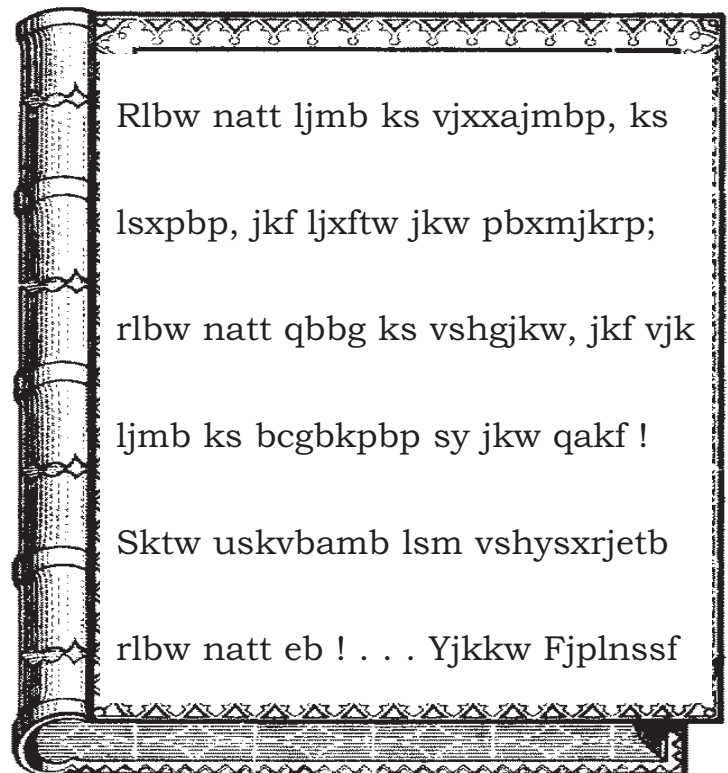 Rlbw natt ljmb ks vjxxajmbp, ks
lsxpbp, jkf ljxftw jkw pbxmjkrp;
rlbw natt qbbg ks vshgjkw, jkf vjk
ljmb ks bcgbkpbp sy jkw qakf !
Sktw uskvbamb lsm vshysxrjetb
rlbw natt eb ! . . . Yjkkw Fjplnssf